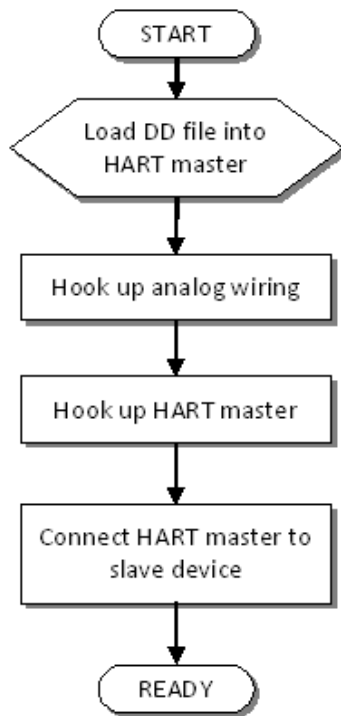 START
Load DD file into
HART master
Hook up analog wiring
Hook up HART master
Connect HART master to
slave device
READY